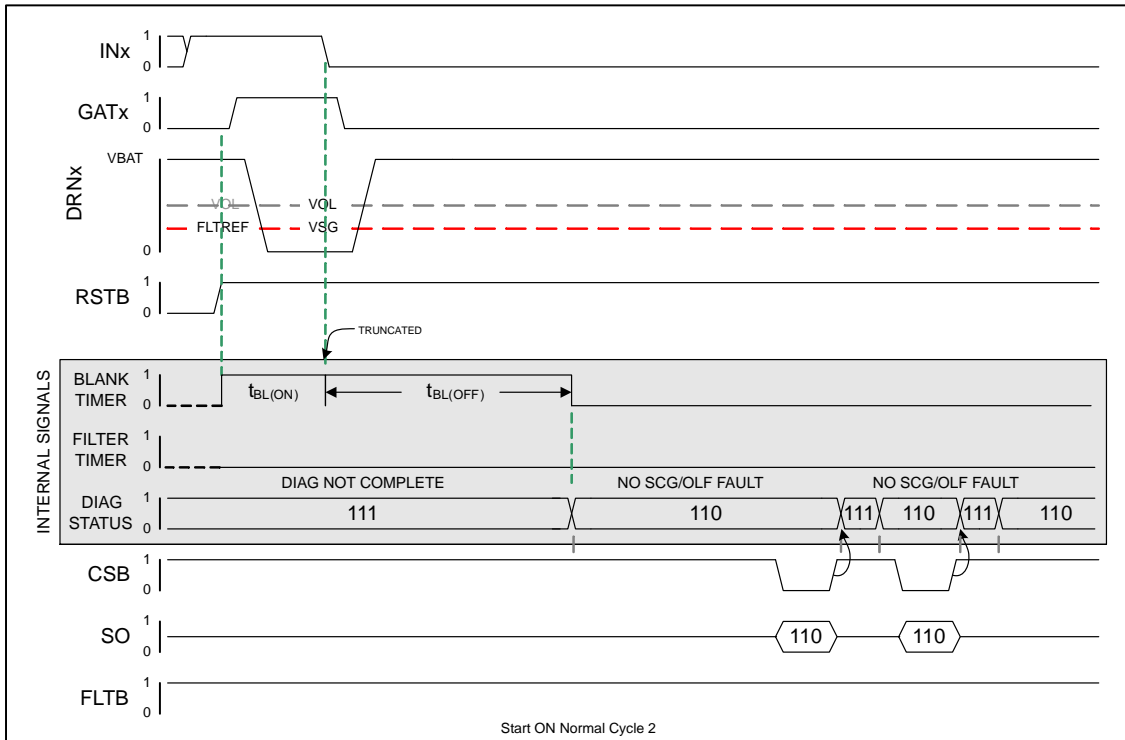 INx
1
0
GATx
1
0
DRNx
VBAT
VOL
VOL
FLTREF
VSG
0
RSTB
1
0
TRUNCATED
INTERNAL SIGNALS
BLANK
TIMER
1
0
tBL(ON)
tBL(OFF)
FILTER
TIMER
1
0
DIAG NOT COMPLETE
NO SCG/OLF FAULT
NO SCG/OLF FAULT
DIAG
STATUS
1
0
111
110
111
110
111
110
CSB
1
0
SO
1
0
110
110
FLTB
1
0
Start ON Normal Cycle 2